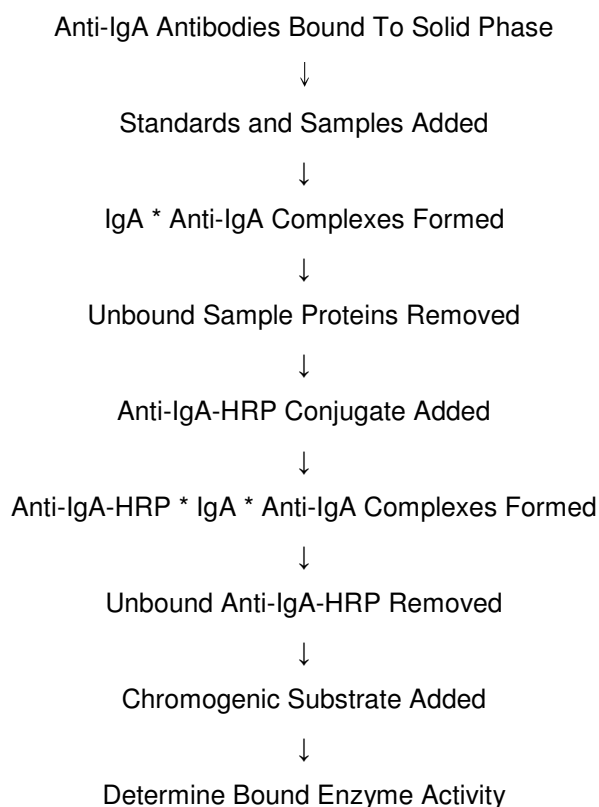 Anti-IgA Antibodies Bound To Solid Phase
↓
Standards and Samples Added
↓
IgA * Anti-IgA Complexes Formed
↓
Unbound Sample Proteins Removed
↓
Anti-IgA-HRP Conjugate Added
↓
Anti-IgA-HRP * IgA * Anti-IgA Complexes Formed
↓
Unbound Anti-IgA-HRP Removed
↓
Chromogenic Substrate Added
↓
Determine Bound Enzyme Activity